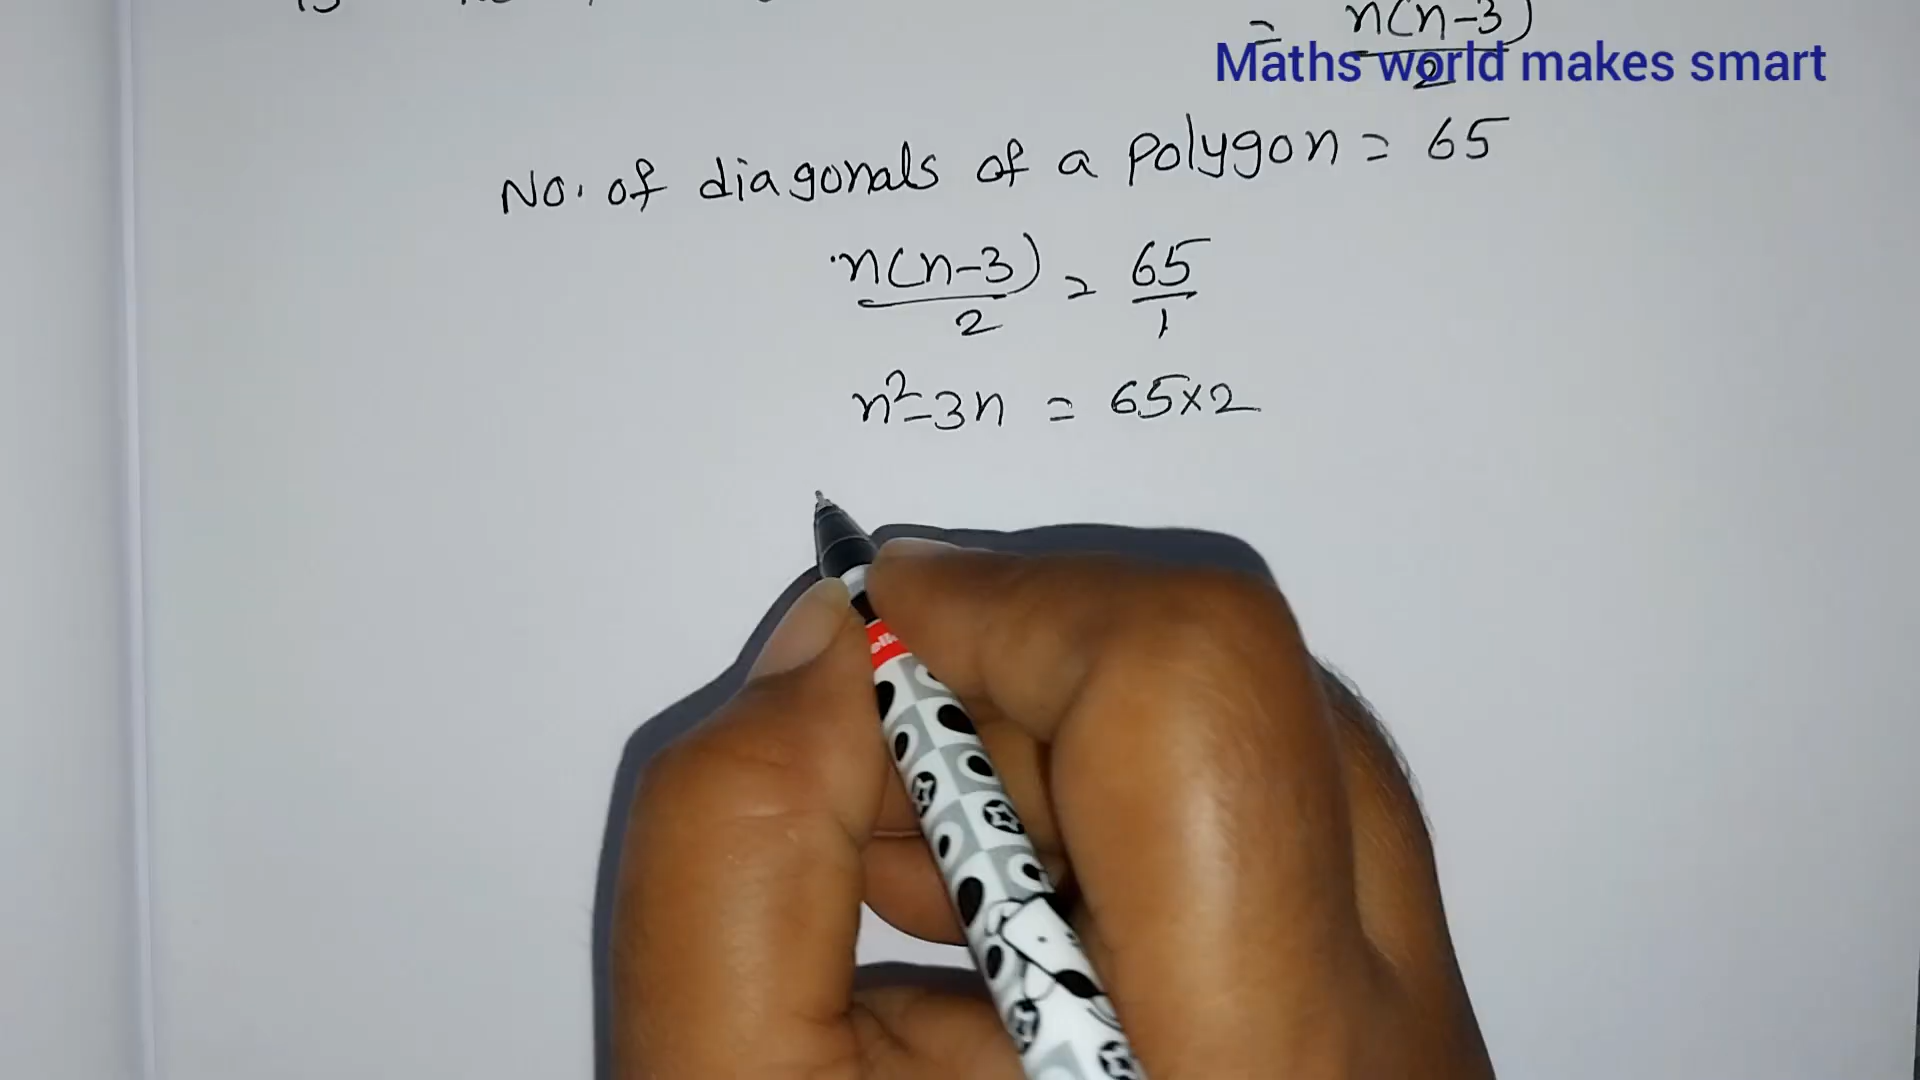 = n(n-3)
Maths world makes smart
2
No. of diagonals of a polygon = 65
n(n-3)/2 = 65/1
n²-3n = 65×2